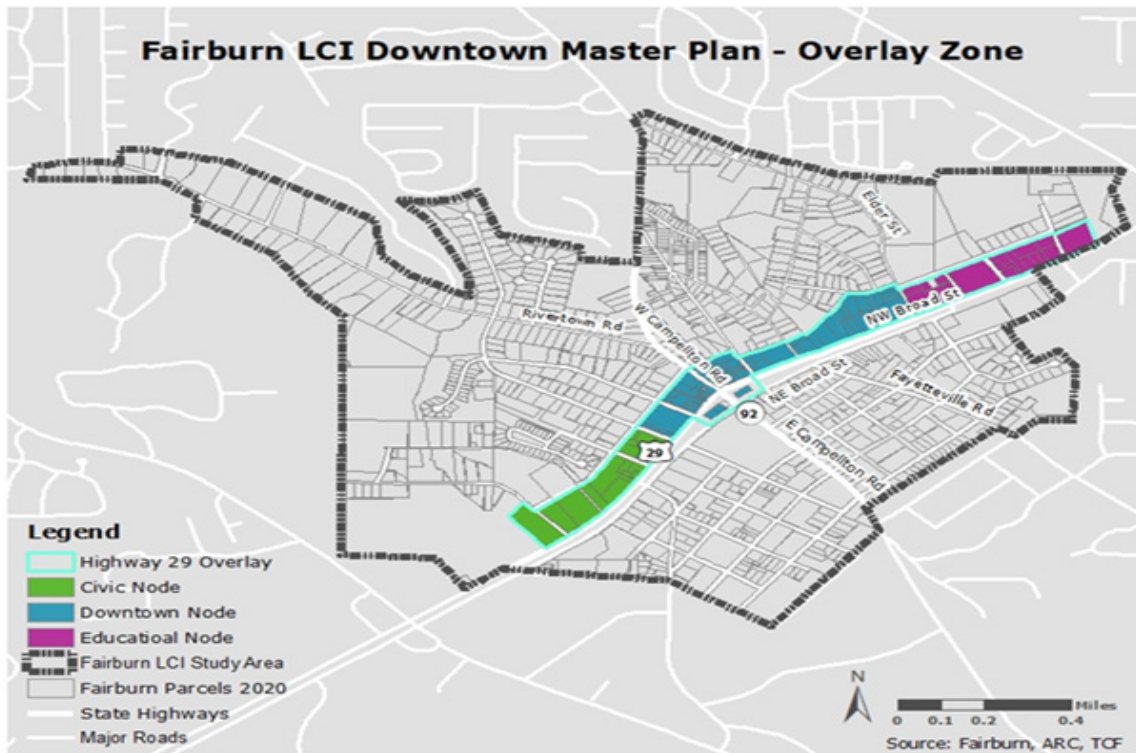 Fairburn LCI Downtown Master Plan - Overlay Zone
Elder St
NW Broad St
Rivertown Rd
W Campellton Rd
NE Broad St
Fayetteville Rd
92
E Campellton Rd
29
Legend
Highway 29 Overlay
Civic Node
Downtown Node
Educatioal Node
Fairburn LCI Study Area
Fairburn Parcels 2020
State Highways
Major Roads
N
Miles
0 0.1 0.2 0.4
Source: Fairburn, ARC, TCF